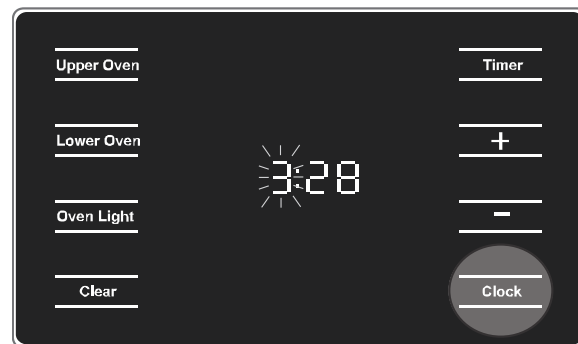 Upper Oven
Timer
Lower Oven
+
3:28
Oven Light
-
Clear
Clock